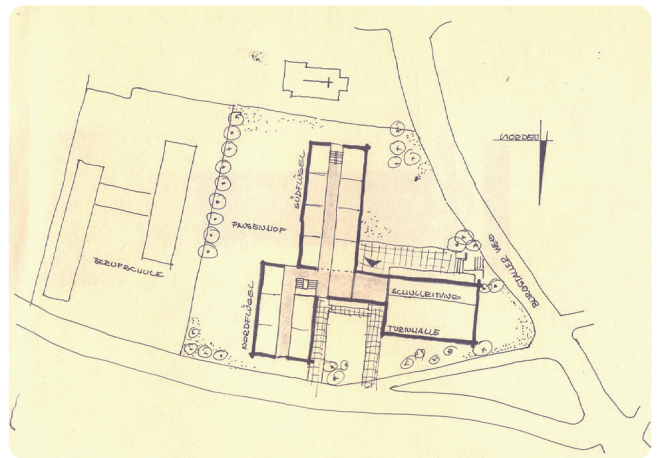 NORDEN
SÜDFLÜGEL
PAUSENHOF
BERUFSCHULE
BURGSTALLER WEG
NORDFLÜGEL
SCHULLEITUNG
TURNHALLE